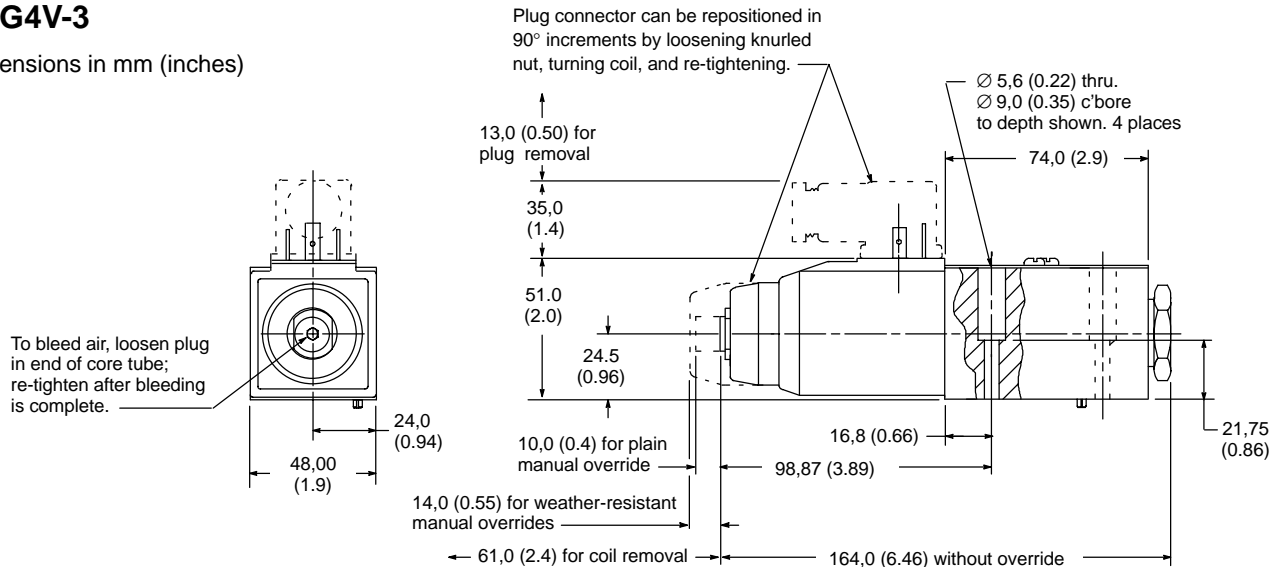 G4V-3
ensions in mm (inches)
Plug connector can be repositioned in
90° increments by loosening knurled
nut, turning coil, and re-tightening.
∅ 5,6 (0.22) thru.
∅ 9,0 (0.35) c'bore
to depth shown. 4 places
13,0 (0.50) for
plug removal
74,0 (2.9)
35,0
(1.4)
51.0
(2.0)
To bleed air, loosen plug
in end of core tube;
re-tighten after bleeding
is complete.
24.5
(0.96)
24,0
(0.94)
48,00
(1.9)
10,0 (0.4) for plain
manual override
16,8 (0.66)
21,75
(0.86)
98,87 (3.89)
14,0 (0.55) for weather-resistant
manual overrides
61,0 (2.4) for coil removal
164,0 (6.46) without override